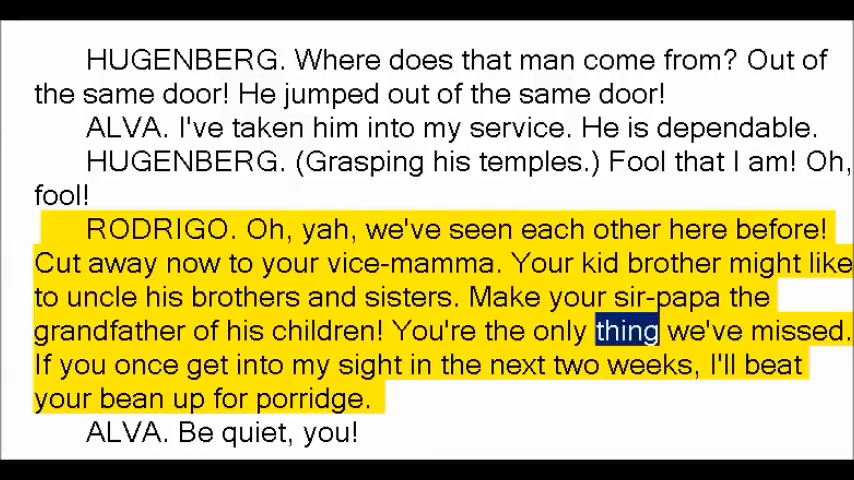 HUGENBERG. Where does that man come from? Out of
the same door! He jumped out of the same door!
ALVA. I've taken him into my service. He is dependable.
HUGENBERG. (Grasping his temples.) Fool that I am! Oh,
fool!
RODRIGO. Oh, yah, we've seen each other here before!
Cut away now to your vice-mamma. Your kid brother might like
to uncle his brothers and sisters. Make your sir-papa the
grandfather of his children! You're the only thing we've missed.
If you once get into my sight in the next two weeks, I'll beat
your bean up for porridge.
ALVA. Be quiet, you!